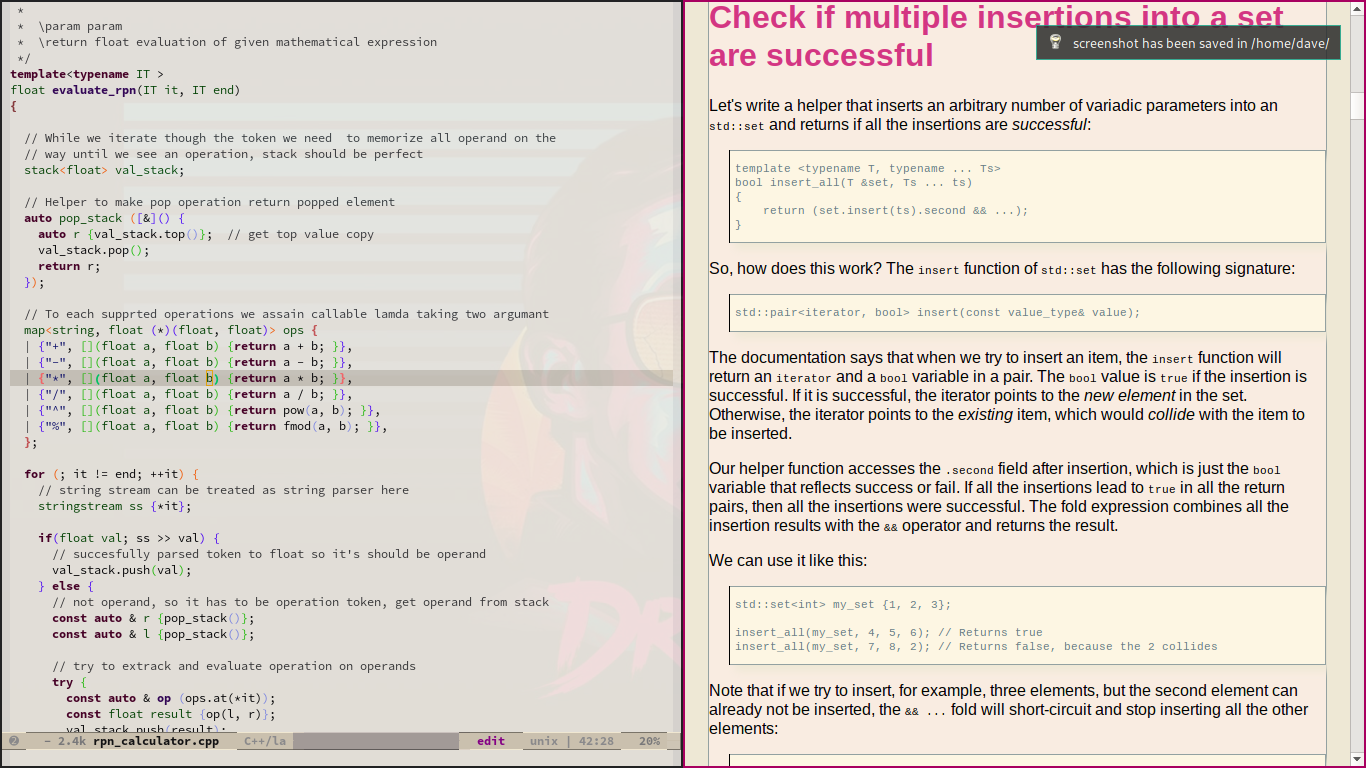 *
 *  \param param
 *  \return float evaluation of given mathematical expression
 */
template<typename IT >
float evaluate_rpn(IT it, IT end)
{
  // While we iterate though the token we need  to memorize all operand on the
  // way until we see an operation, stack should be perfect
  stack<float> val_stack;
  // Helper to make pop operation return popped element
  auto pop_stack ([&]() {
    auto r {val_stack.top()};  // get top value copy
    val_stack.pop();
    return r;
  });
  // To each supprted operations we assain callable lamda taking two argumant
  map<string, float (*)(float, float)> ops {
  | {"+", [](float a, float b) {return a + b; }},
  | {"-", [](float a, float b) {return a - b; }},
  | {"*", [](float a, float b) {return a * b; }},
  | {"/", [](float a, float b) {return a / b; }},
  | {"^", [](float a, float b) {return pow(a, b); }},
  | {"%", [](float a, float b) {return fmod(a, b); }},
  };
  for (; it != end; ++it) {
    // string stream can be treated as string parser here
    stringstream ss {*it};
    if(float val; ss >> val) {
      // succesfully parsed token to float so it's should be operand
      val_stack.push(val);
    } else {
      // not operand, so it has to be operation token, get operand from stack
      const auto & r {pop_stack()};
      const auto & l {pop_stack()};
      // try to extrack and evaluate operation on operands
      try {
        const auto & op (ops.at(*it));
        const float result {op(l, r)};
        val_stack.push(result);
2 - 2.4k rpn_calculator.cpp C++/la edit unix | 42:28 20%
DR
Check if multiple insertions into a set
are successful
screenshot has been saved in /home/dave/
Let's write a helper that inserts an arbitrary number of variadic parameters into an
std::set and returns if all the insertions are successful:
template <typename T, typename ... Ts>
bool insert_all(T &set, Ts ... ts)
{
    return (set.insert(ts).second && ...);
}
So, how does this work? The insert function of std::set has the following signature:
std::pair<iterator, bool> insert(const value_type& value);
The documentation says that when we try to insert an item, the insert function will
return an iterator and a bool variable in a pair. The bool value is true if the insertion is
successful. If it is successful, the iterator points to the new element in the set.
Otherwise, the iterator points to the existing item, which would collide with the item to
be inserted.
Our helper function accesses the .second field after insertion, which is just the bool
variable that reflects success or fail. If all the insertions lead to true in all the return
pairs, then all the insertions were successful. The fold expression combines all the
insertion results with the && operator and returns the result.
We can use it like this:
std::set<int> my_set {1, 2, 3};
insert_all(my_set, 4, 5, 6); // Returns true
insert_all(my_set, 7, 8, 2); // Returns false, because the 2 collides
Note that if we try to insert, for example, three elements, but the second element can
already not be inserted, the && ... fold will short-circuit and stop inserting all the other
elements: